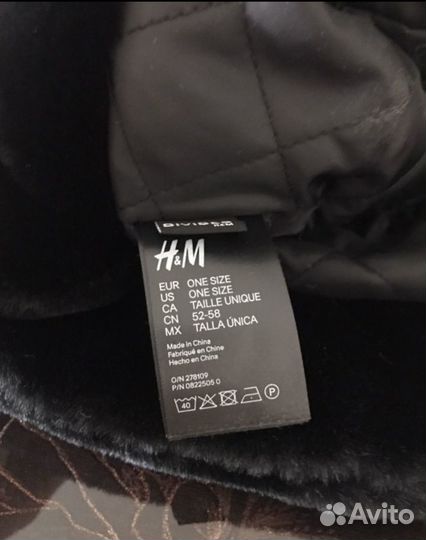 DIVIDED
H&M
H&M
EUR ONE SIZE
US ONE SIZE
CA TAILLE UNIQUE
CN 52-58
MX TALLA ÚNICA
Made in China
Fabriqué en Chine
Hecho en China
O/N 278109
P/N 0822505 0
40 P
Avito